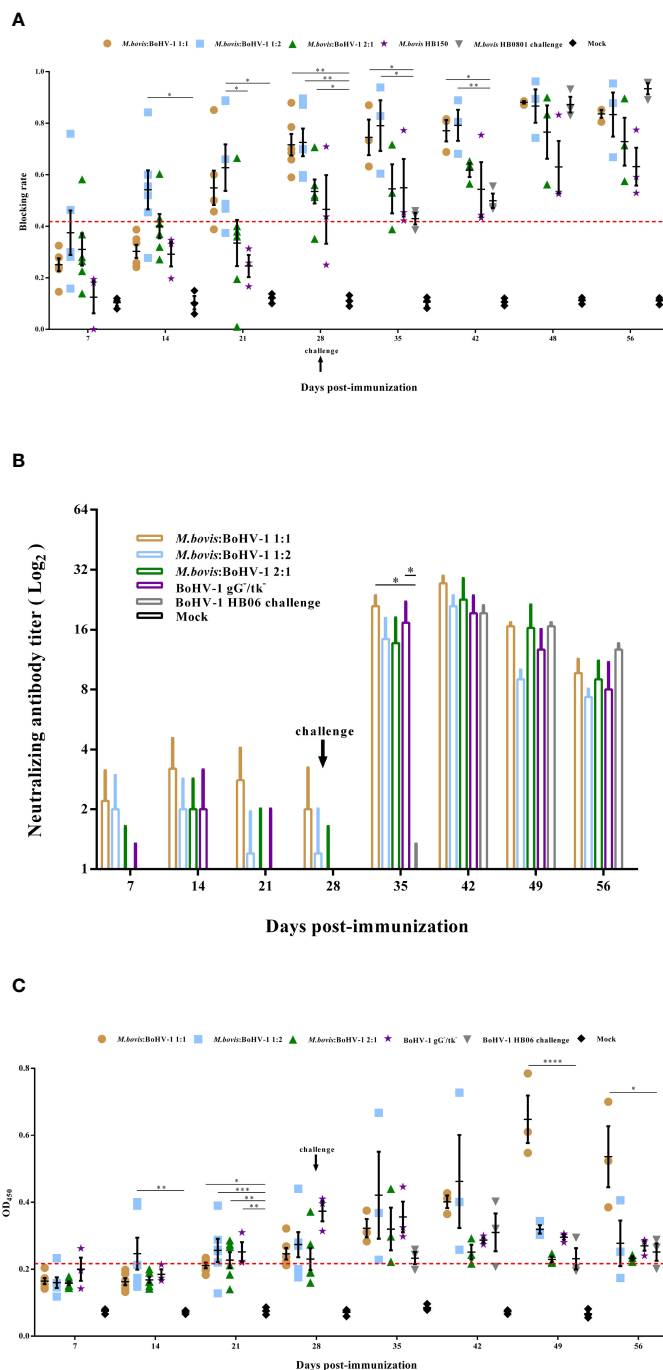 A
M.bovis:BoHV-1 1:1 M.bovis:BoHV-1 1:2 M.bovis:BoHV-1 2:1 M.bovis HB150 M.bovis HB0801 challenge Mock
1.0
0.8
0.6
0.4
0.2
0.0
Blocking rate
* * * ** ** * * * * **
7 14 21 28 35 42 48 56
challenge
Days post-immunization
B
64
32
16
8
4
2
1
Neutralizing antibody titer ( Log2 )
M.bovis:BoHV-1 1:1
M.bovis:BoHV-1 1:2
M.bovis:BoHV-1 2:1
BoHV-1 gG-/tk-
BoHV-1 HB06 challenge
Mock
challenge
* *
7 14 21 28 35 42 49 56
Days post-immunization
C
M.bovis:BoHV-1 1:1 M.bovis:BoHV-1 1:2 M.bovis:BoHV-1 2:1 BoHV-1 gG-/tk- BoHV-1 HB06 challenge Mock
0.8
0.6
0.4
0.2
0.0
OD450
** * *** ** ** **** *
challenge
7 14 21 28 35 42 49 56
Days post-immunization